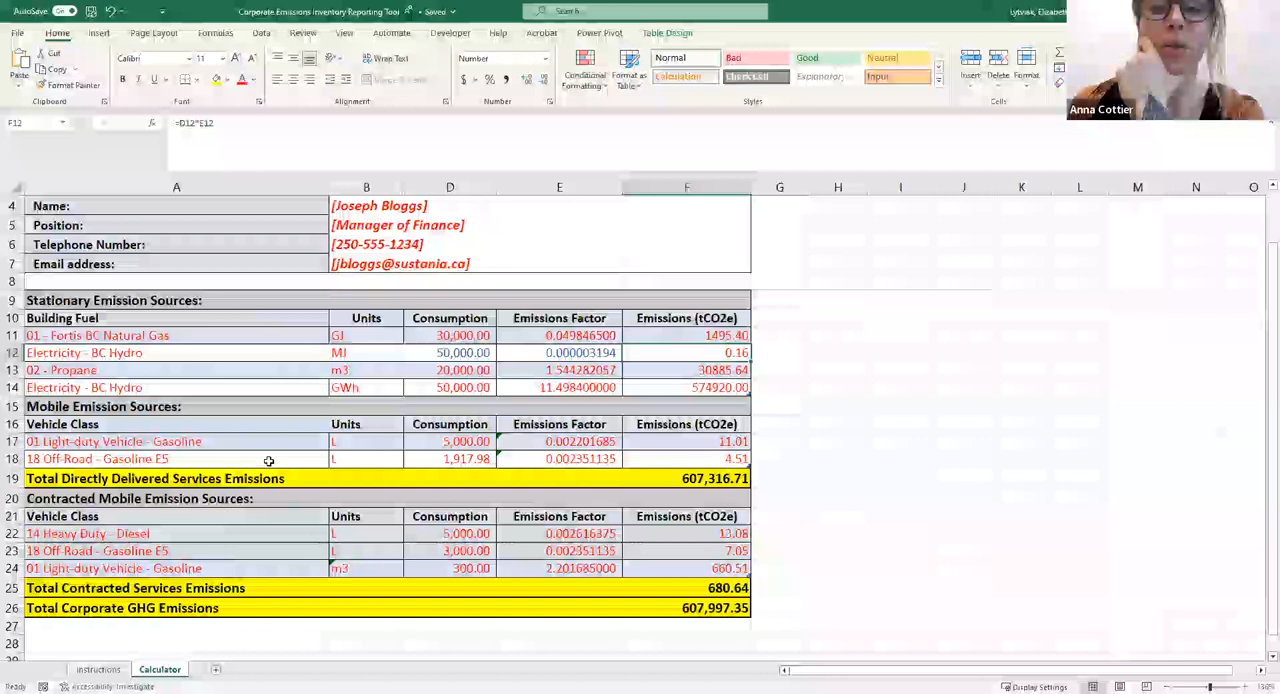 AutoSave On Corporate Emissions Inventory Reporting Tool • Saved Search Lytviak, Elizabeth
File Home Insert Page Layout Formulas Data Review View Automate Developer Help Acrobat Power Pivot Table Design
Paste Cut Calibri 11 Wrap Text Number Conditional Format as Normal Bad Good Neutral Insert Delete Format
Copy Formatting Table Calculation Check Cell Explanatory Input
Format Painter
Clipboard Font Alignment Number Styles Cells
Anna Cottier
F12 fx =D12*E12
A B D E F G H I J K L M N O
4 Name: [Joseph Bloggs]
5 Position: [Manager of Finance]
6 Telephone Number: [250-555-1234]
7 Email address: [jbloggs@sustania.ca]
8
9 Stationary Emission Sources:
10 Building Fuel Units Consumption Emissions Factor Emissions (tCO2e)
11 01 - Fortis BC Natural Gas GJ 30,000.00 0.049846500 1495.40
12 Electricity - BC Hydro MJ 50,000.00 0.000003194 0.16
13 02 - Propane m3 20,000.00 1.544282057 30885.64
14 Electricity - BC Hydro GWh 50,000.00 11.498400000 574920.00
15 Mobile Emission Sources:
16 Vehicle Class Units Consumption Emissions Factor Emissions (tCO2e)
17 01 Light-duty Vehicle - Gasoline L 5,000.00 0.002201685 11.01
18 18 Off-Road - Gasoline E5 L 1,917.98 0.002351135 4.51
19 Total Directly Delivered Services Emissions 607,316.71
20 Contracted Mobile Emission Sources:
21 Vehicle Class Units Consumption Emissions Factor Emissions (tCO2e)
22 14 Heavy Duty - Diesel L 5,000.00 0.002616375 13.08
23 18 Off-Road - Gasoline E5 L 3,000.00 0.002351135 7.05
24 01 Light-duty Vehicle - Gasoline m3 300.00 2.201685000 660.51
25 Total Contracted Services Emissions 680.64
26 Total Corporate GHG Emissions 607,997.35
27
28
Instructions Calculator
Ready Accessibility: Investigate Display Settings